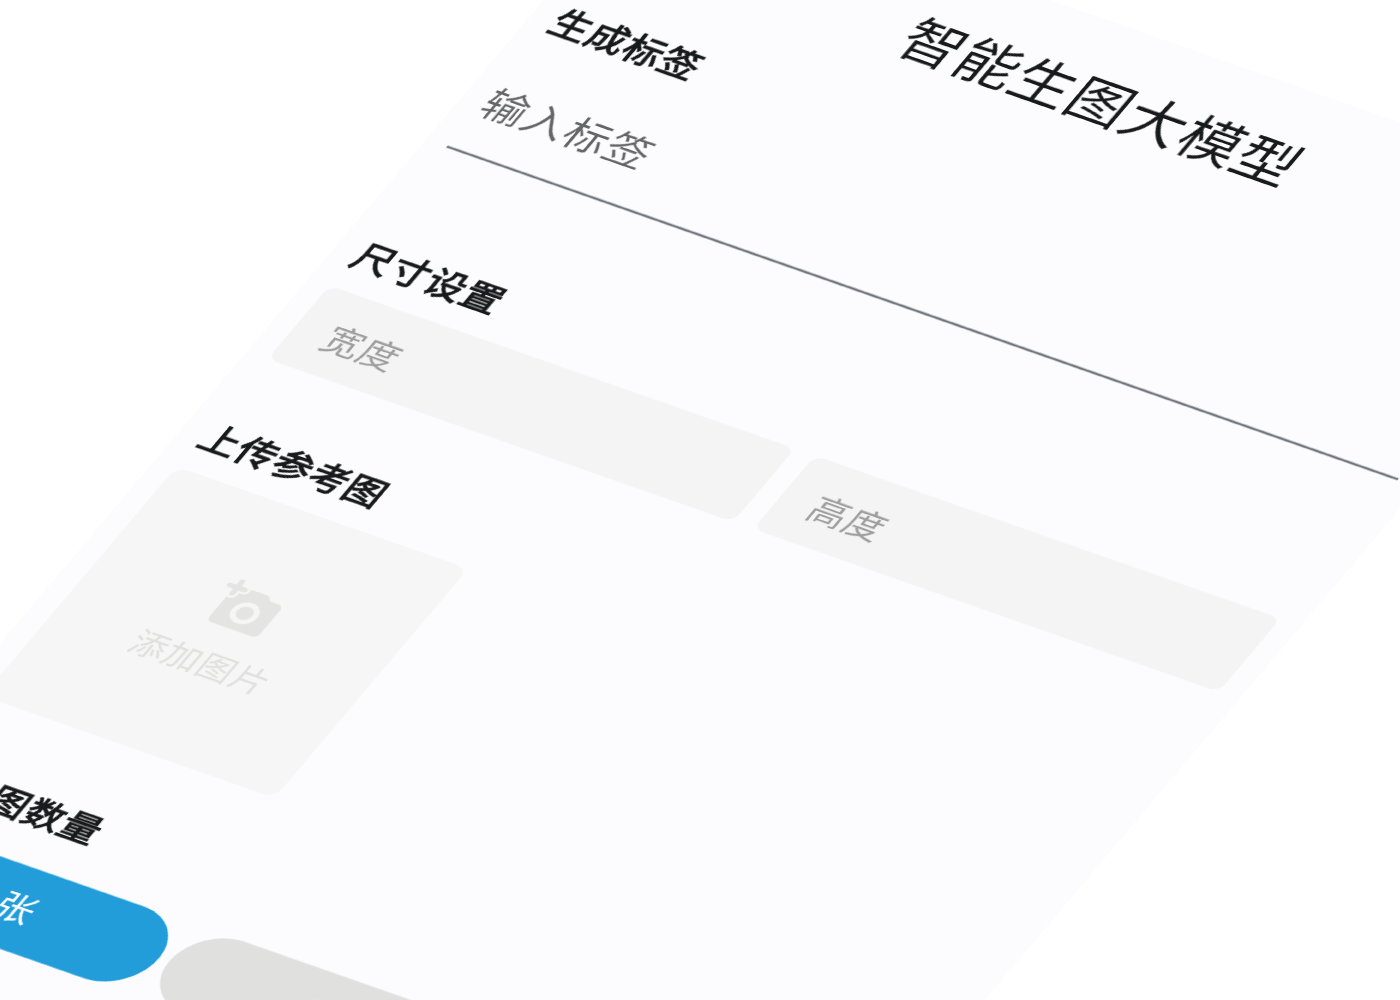 智能生图大模型
生成标签
输入标签
尺寸设置
宽度
高度
上传参考图
添加图片
图数量
张